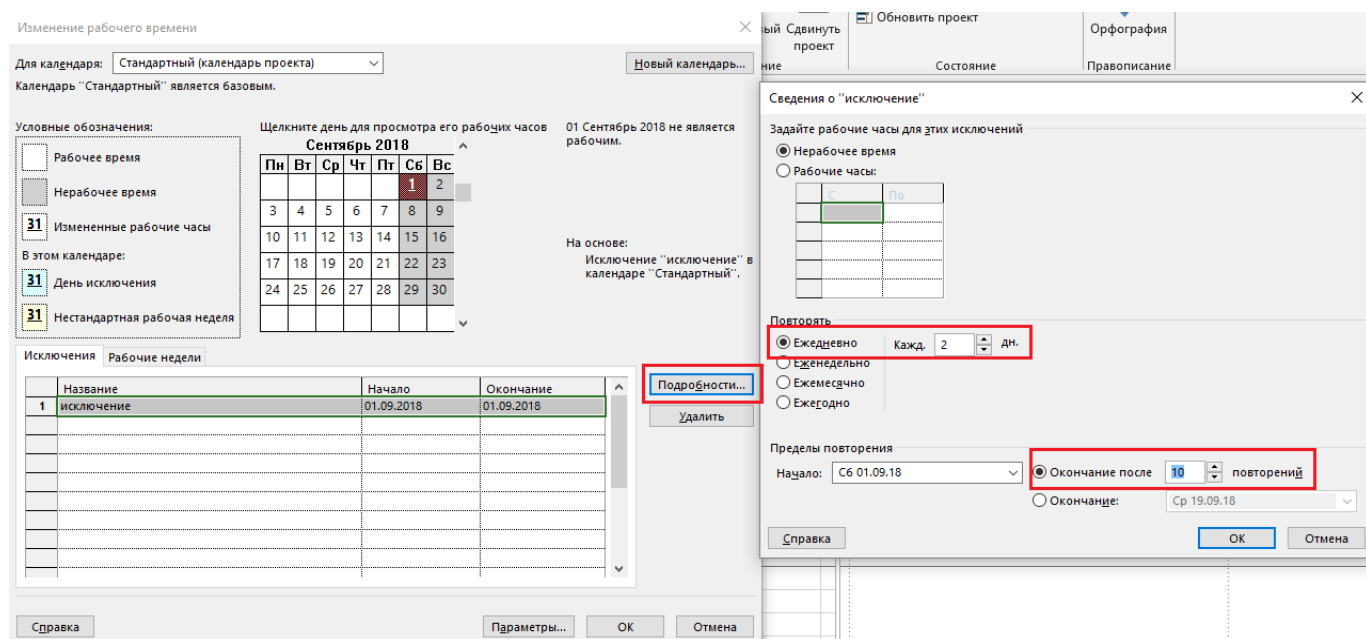 Изменение рабочего времени
Для календаря: Стандартный (календарь проекта)
Новый календарь...
Календарь "Стандартный" является базовым.
Условные обозначения:
Рабочее время
Нерабочее время
31 Измененные рабочие часы
В этом календаре:
31 День исключения
31 Нестандартная рабочая неделя
Щелкните день для просмотра его рабочих часов
Сентябрь 2018
Пн Вт Ср Чт Пт Сб Вс
1 2
3 4 5 6 7 8 9
10 11 12 13 14 15 16
17 18 19 20 21 22 23
24 25 26 27 28 29 30
01 Сентябрь 2018 не является
рабочим.
На основе:
Исключение "исключение" в
календаре "Стандартный".
Исключения Рабочие недели
Название Начало Окончание
1 исключение 01.09.2018 01.09.2018
Подробности...
Удалить
Справка Параметры... ОК Отмена
Сдвинуть
проект
Обновить проект
Состояние
Орфография
Правописание
Сведения о "исключение"
Задайте рабочие часы для этих исключений
Нерабочее время
Рабочие часы:
С По
Повторять
Ежедневно Кажд. 2 дн.
Еженедельно
Ежемесячно
Ежегодно
Пределы повторения
Начало: Сб 01.09.18
Окончание после 10 повторений
Окончание: Ср 19.09.18
Справка ОК Отмена